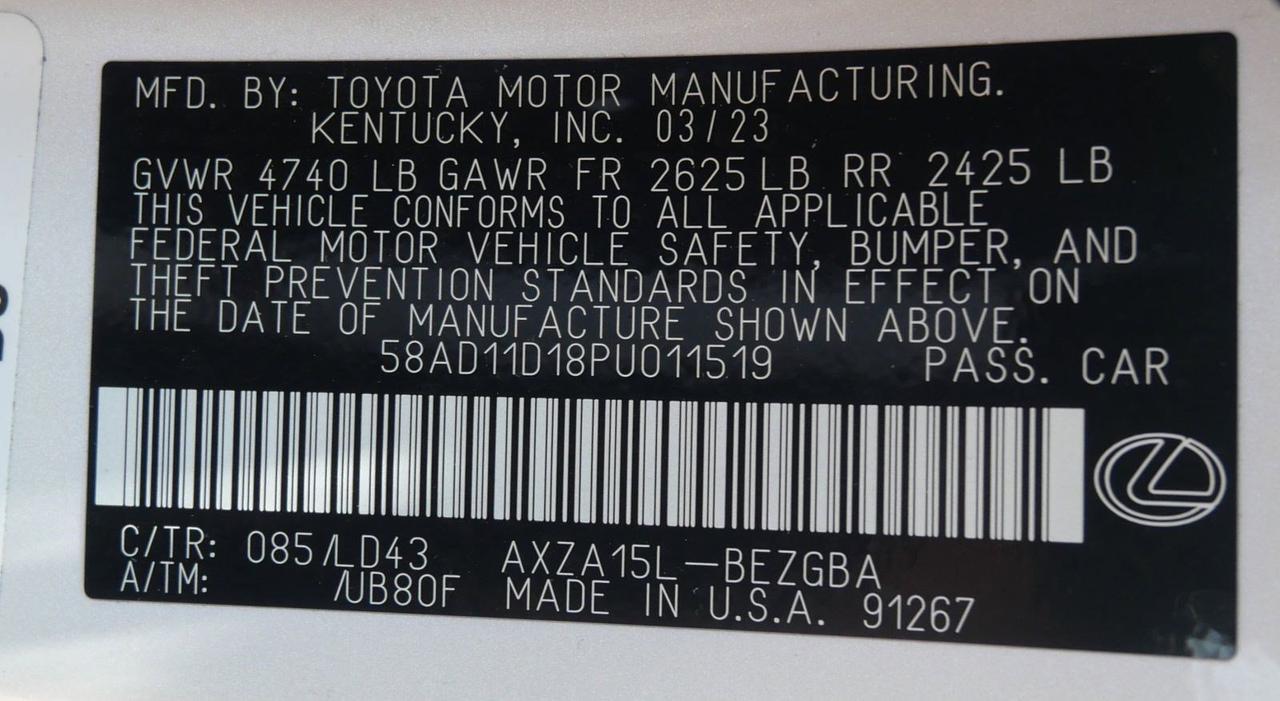 MFD. BY: TOYOTA MOTOR MANUFACTURING.
KENTUCKY, INC. 03/23
GVWR 4740 LB GAWR FR 2625 LB RR 2425 LB
THIS VEHICLE CONFORMS TO ALL APPLICABLE
FEDERAL MOTOR VEHICLE SAFETY, BUMPER, AND
THEFT PREVENTION STANDARDS IN EFFECT ON
THE DATE OF MANUFACTURE SHOWN ABOVE.
58AD11D18PU011519 PASS. CAR
C/TR: 085/LD43 AXZA15L-BEZGBA
A/TM: /UB80F MADE IN U.S.A. 91267